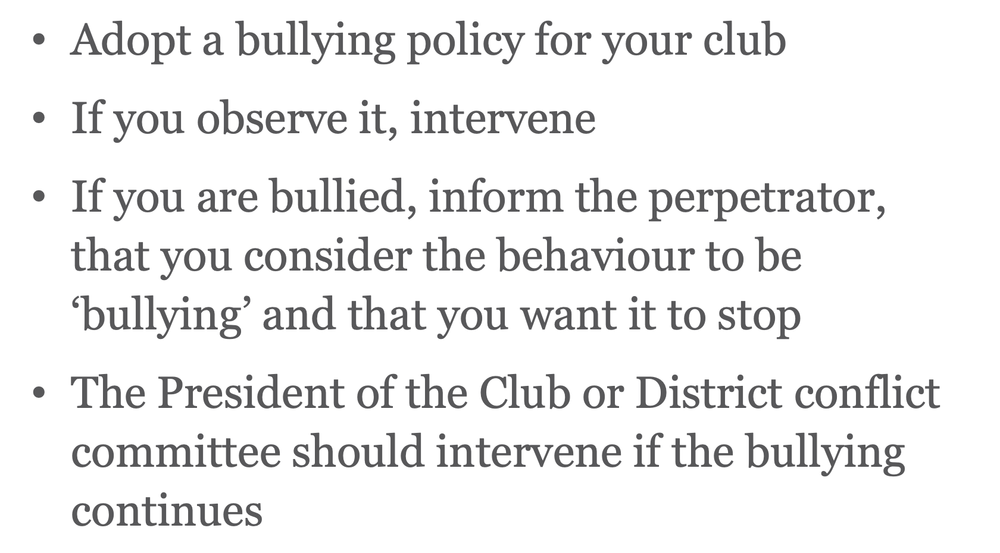 • Adopt a bullying policy for your club
• If you observe it, intervene
• If you are bullied, inform the perpetrator,
that you consider the behaviour to be
‘bullying’ and that you want it to stop
• The President of the Club or District conflict
committee should intervene if the bullying
continues